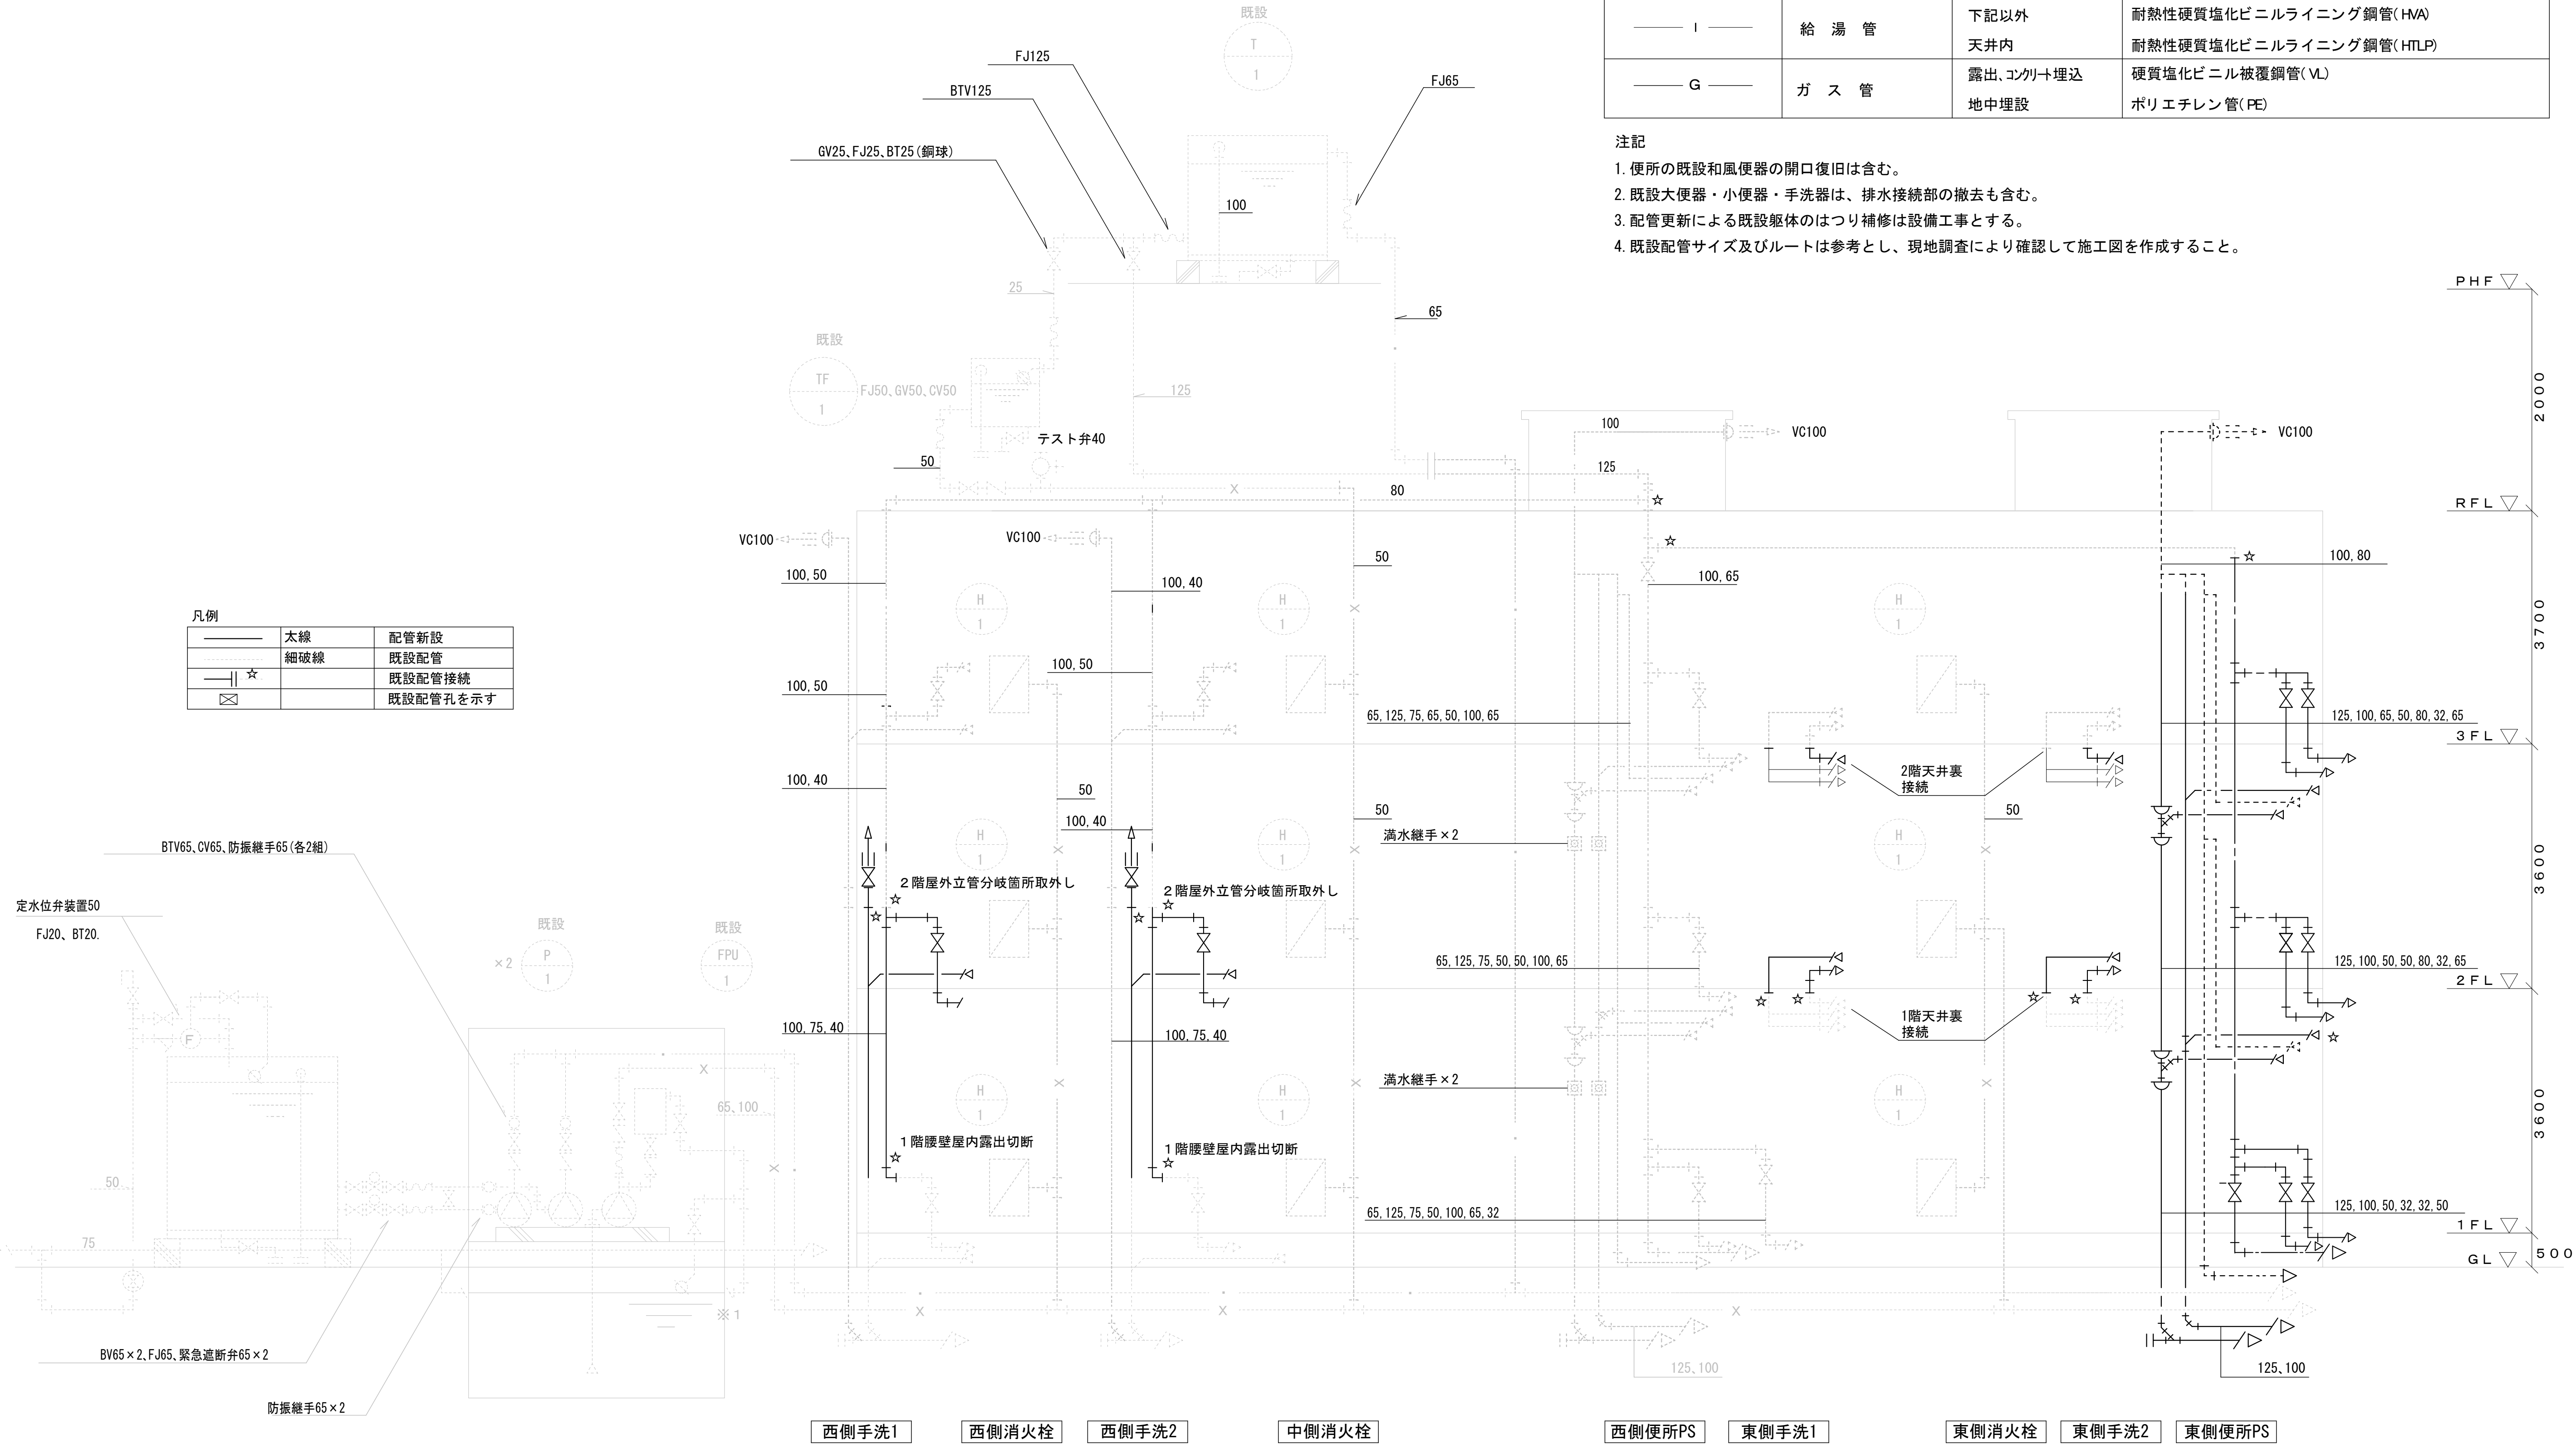 I
給 湯 管
下記以外
耐熱性硬質塩化ビニルライニング鋼管(HVA)
天井内
耐熱性硬質塩化ビニルライニング鋼管(HTLP)
G
ガ ス 管
露出、コンクリート埋込
硬質塩化ビニル被覆鋼管(VL)
地中埋設
ポリエチレン管(PE)
注記
1. 便所の既設和風便器の開口復旧は含む。
2. 既設大便器・小便器・手洗器は、排水接続部の撤去も含む。
3. 配管更新による既設躯体のはつり補修は設備工事とする。
4. 既設配管サイズ及びルートは参考とし、現地調査により確認して施工図を作成すること。
既設
T
1
FJ125
BTV125
GV25、FJ25、BT25(銅球)
FJ65
100
25
65
既設
TF
1
FJ50、GV50、CV50
125
テスト弁40
50
X
80
☆
100
125
VC100
VC100
PHF
2000
RFL
3700
3FL
3600
2FL
3600
1FL
500
GL
VC100
VC100
100,50
100,40
50
☆
100,65
☆
100,80
H
1
H
1
X
H
1
100,50
100,50
65,125,75,65,50,100,65
125,100,65,50,80,32,65
100,40
50
100,40
50
2階天井裏
接続
50
満水継手×2
H
1
X
H
1
X
H
1
X
2階屋外立管分岐箇所取外し
☆
☆
2階屋外立管分岐箇所取外し
☆
☆
65,125,75,50,50,100,65
125,100,50,50,80,32,65
☆
☆
☆
☆
1階天井裏
接続
☆
100,75,40
100,75,40
満水継手×2
H
1
X
H
1
X
H
1
X
1階腰壁屋内露出切断
☆
1階腰壁屋内露出切断
☆
65,125,75,50,100,65,32
125,100,50,32,32,50
X
X
X
X
125、100
125、100
凡例
太線
配管新設
細破線
既設配管
☆
既設配管接続
既設配管孔を示す
BTV65、CV65、防振継手65(各2組)
定水位弁装置50
FJ20、BT20.
既設
×2
P
1
既設
FPU
1
F
X
65,100
X
50
75
※1
BV65×2、FJ65、緊急遮断弁65×2
防振継手65×2
西側手洗1
西側消火栓
西側手洗2
中側消火栓
西側便所PS
東側手洗1
東側消火栓
東側手洗2
東側便所PS